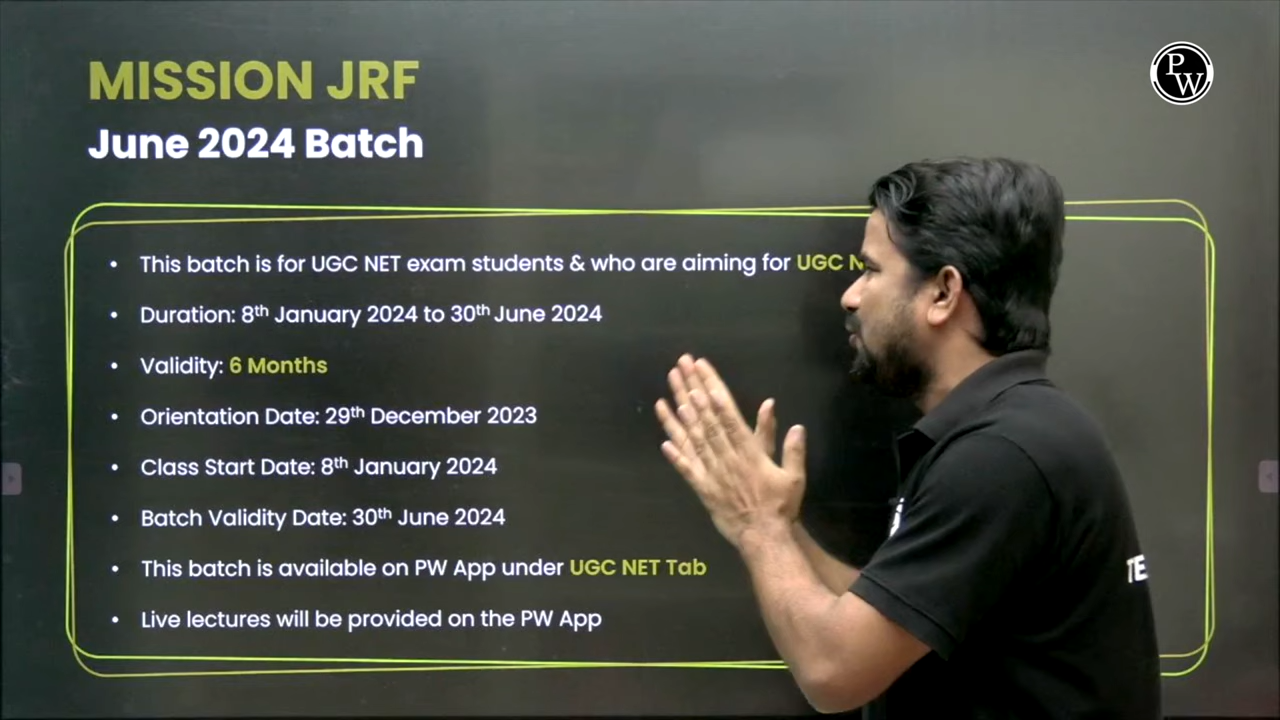 MISSION JRF
June 2024 Batch
PW
• This batch is for UGC NET exam students & who are aiming for UGC
• Duration: 8th January 2024 to 30th June 2024
• Validity: 6 Months
• Orientation Date: 29th December 2023
• Class Start Date: 8th January 2024
• Batch Validity Date: 30th June 2024
• This batch is available on PW App under UGC NET Tab
• Live lectures will be provided on the PW App
TE